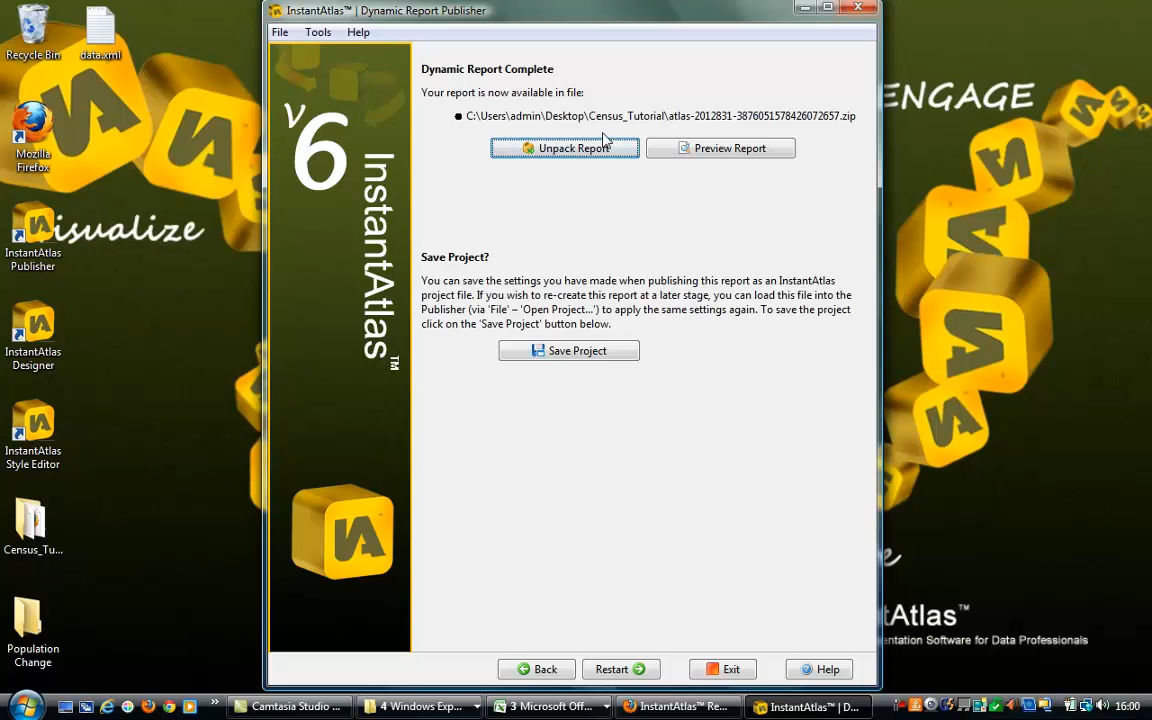 InstantAtlas™ | Dynamic Report Publisher
File Tools Help
Recycle Bin
data.xml
Mozilla
Firefox
InstantAtlas
Publisher
InstantAtlas
Designer
InstantAtlas
Style Editor
Census_Tu...
Population
Change
visualize
ENGAGE
v6 InstantAtlas™
Dynamic Report Complete
Your report is now available in file:
C:\Users\admin\Desktop\Census_Tutorial\atlas-2012831-3876051578426072657.zip
Unpack Report
Preview Report
Save Project?
You can save the settings you have made when publishing this report as an InstantAtlas
project file. If you wish to re-create this report at a later stage, you can load this file into the
Publisher (via 'File' – 'Open Project...') to apply the same settings again. To save the project
click on the 'Save Project' button below.
Save Project
Back
Restart
Exit
Help
tAtlas™
entation Software for Data Professionals
Camtasia Studio ...
4 Windows Exp...
3 Microsoft Off...
InstantAtlas™ Re...
InstantAtlas™ | D...
16:00